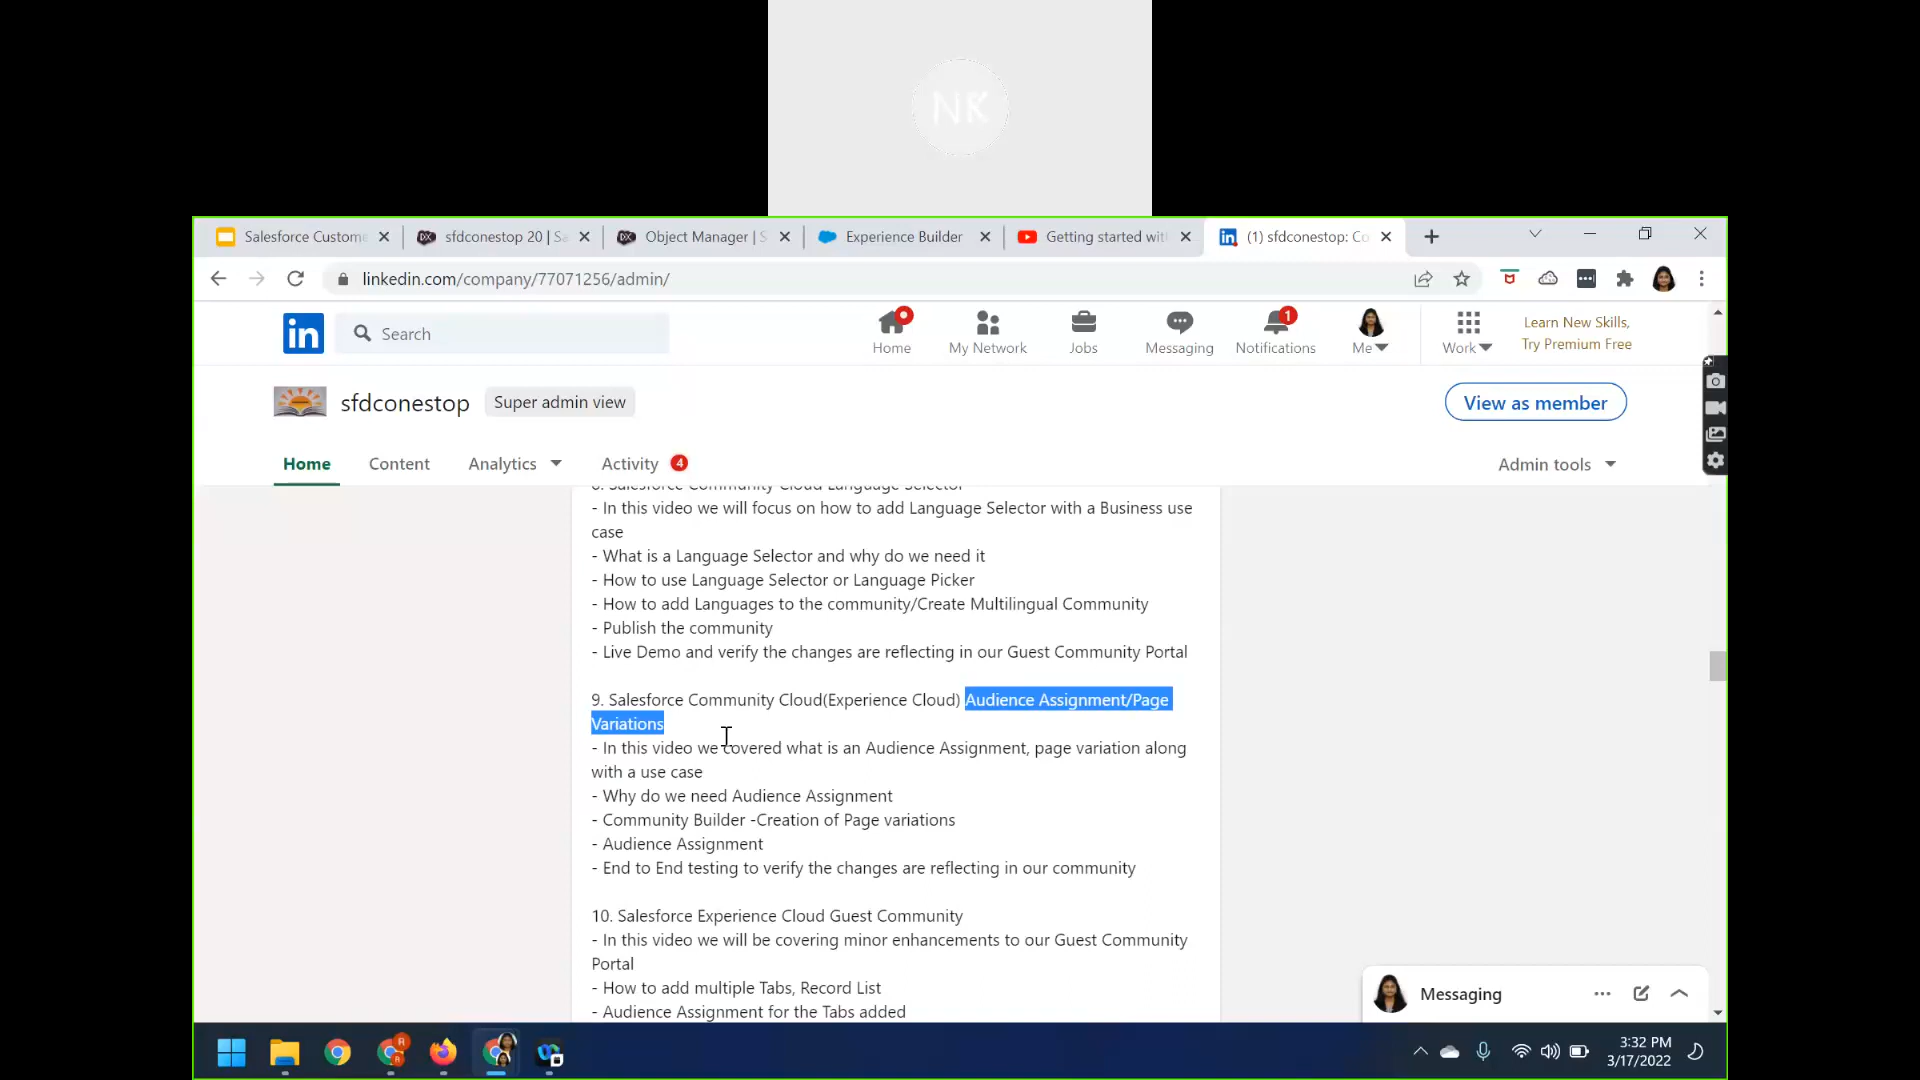 NK
Salesforce Custome
sfdconestop 20 | Sa
Object Manager | S
Experience Builder
Getting started wit
(1) sfdconestop: Co
linkedin.com/company/77071256/admin/
in
Search
Home
My Network
Jobs
Messaging
1
Notifications
Me
Work
Learn New Skills,
Try Premium Free
sfdconestop
Super admin view
View as member
Home
Content
Analytics
Activity
4
Admin tools
8. Salesforce Community Cloud Language Selector
- In this video we will focus on how to add Language Selector with a Business use
case
- What is a Language Selector and why do we need it
- How to use Language Selector or Language Picker
- How to add Languages to the community/Create Multilingual Community
- Publish the community
- Live Demo and verify the changes are reflecting in our Guest Community Portal
9. Salesforce Community Cloud(Experience Cloud) Audience Assignment/Page
Variations
- In this video we covered what is an Audience Assignment, page variation along
with a use case
- Why do we need Audience Assignment
- Community Builder -Creation of Page variations
- Audience Assignment
- End to End testing to verify the changes are reflecting in our community
10. Salesforce Experience Cloud Guest Community
- In this video we will be covering minor enhancements to our Guest Community
Portal
- How to add multiple Tabs, Record List
- Audience Assignment for the Tabs added
Messaging
3:32 PM
3/17/2022